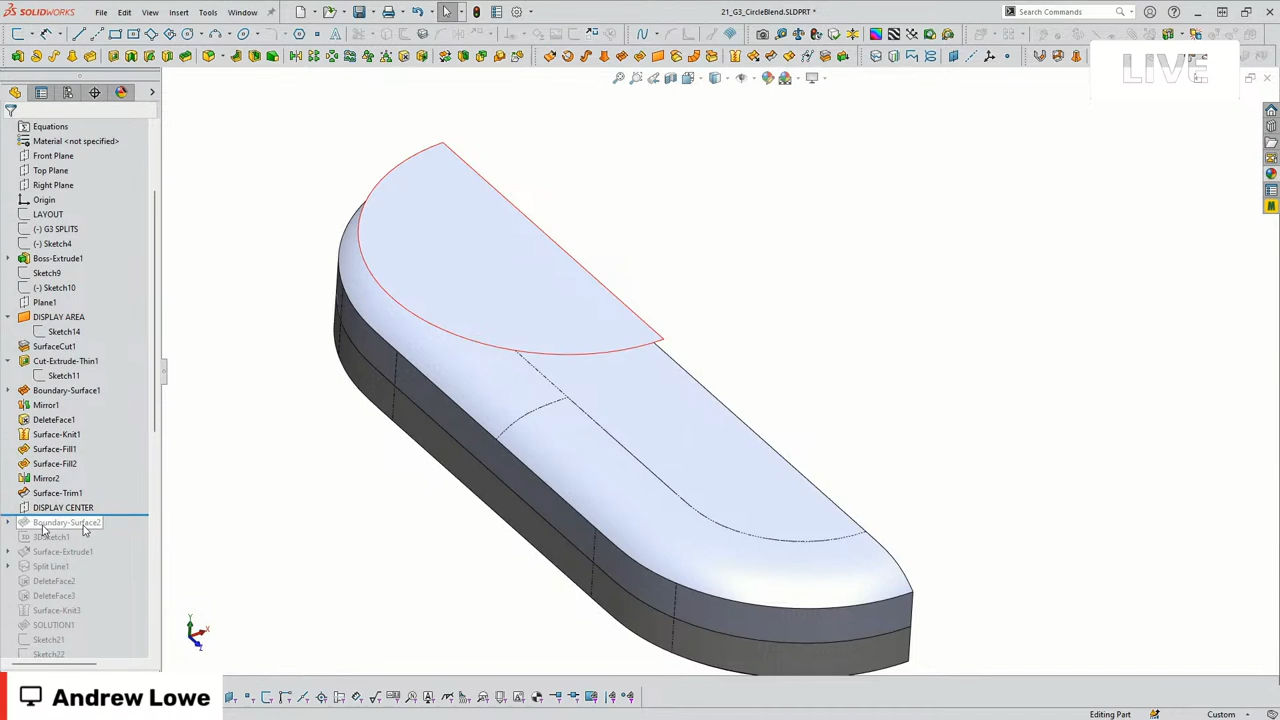 SOLIDWORKS
File
Edit
View
Insert
Tools
Window
21_G3_CircleBlend.SLDPRT *
Search Commands
LIVE
Equations
Material <not specified>
Front Plane
Top Plane
Right Plane
Origin
LAYOUT
(-) G3 SPLITS
(-) Sketch4
Boss-Extrude1
Sketch9
(-) Sketch10
Plane1
DISPLAY AREA
Sketch14
SurfaceCut1
Cut-Extrude-Thin1
Sketch11
Boundary-Surface1
Mirror1
DeleteFace1
Surface-Knit1
Surface-Fill1
Surface-Fill2
Mirror2
Surface-Trim1
DISPLAY CENTER
Boundary-Surface2
3DSketch1
Surface-Extrude1
Split Line1
DeleteFace2
DeleteFace3
Surface-Knit3
SOLUTION1
Sketch21
Sketch22
Y
X
Z
Andrew Lowe
Editing Part
Custom